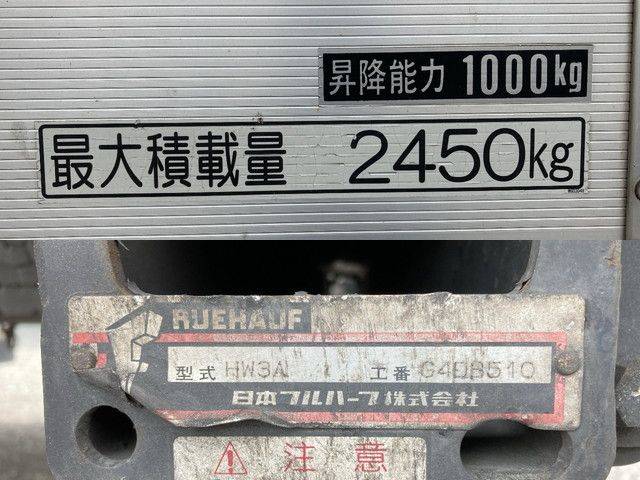 昇降能力 1000kg
最大積載量 2450kg
RUEHAUF
型式 HW3A 工番 G4DB510
日本フルハーフ株式会社
注意